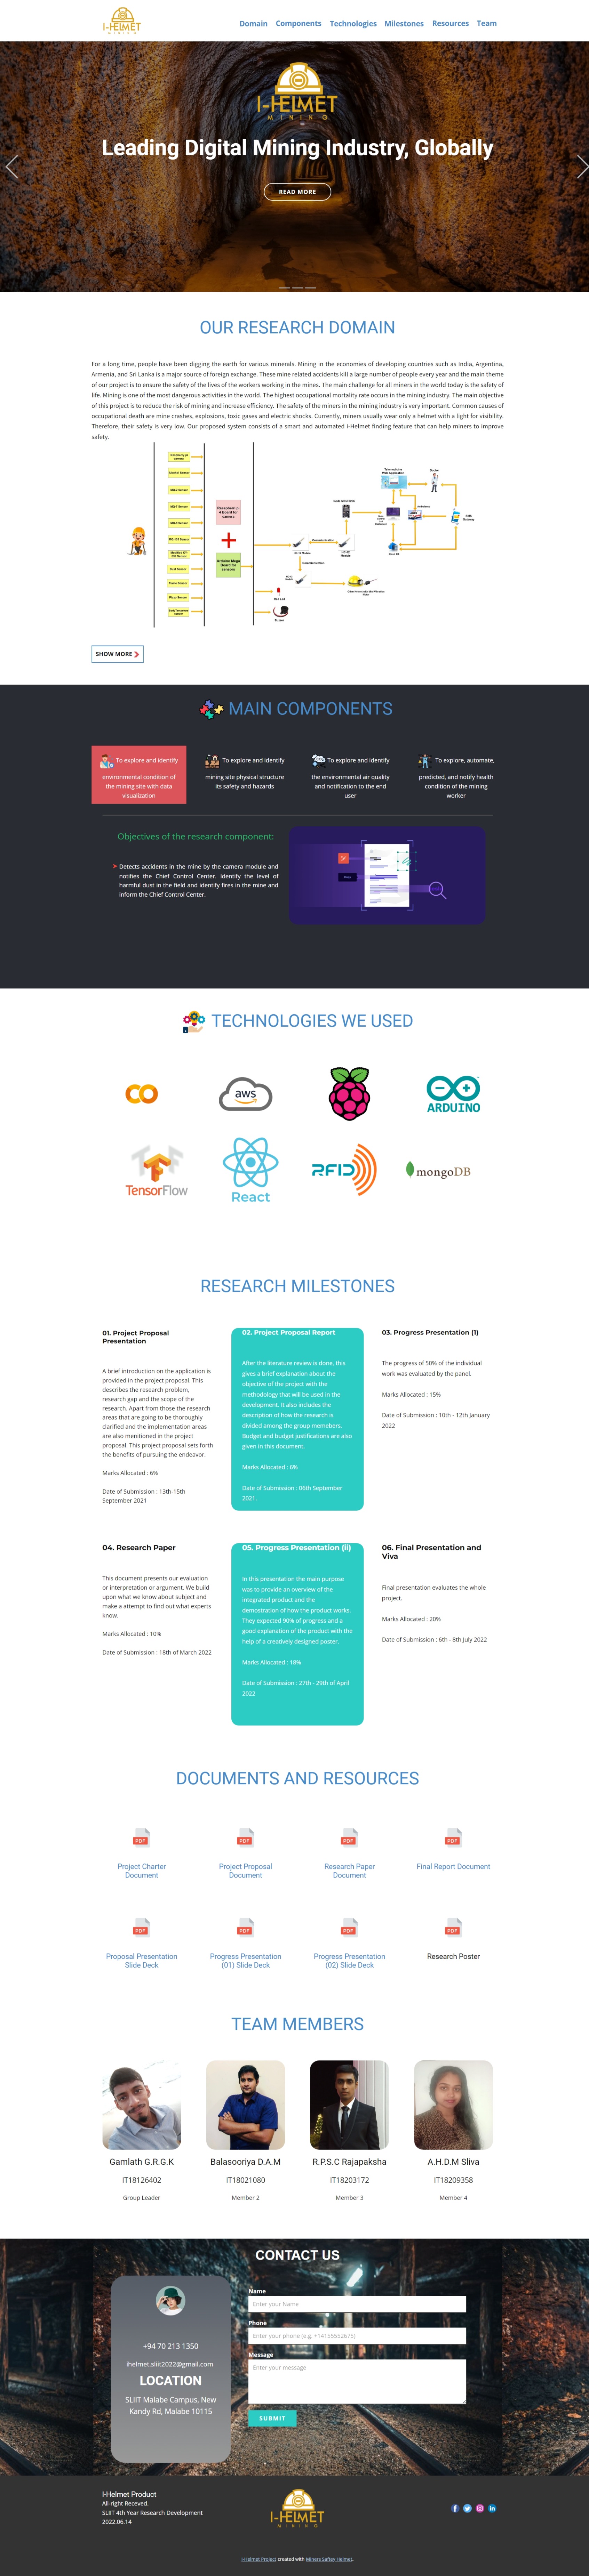 I-HELMET
MINING
Domain Components Technologies Milestones Resources Team
I-HELMET
MINING
Leading Digital Mining Industry, Globally
READ MORE
OUR RESEARCH DOMAIN
For a long time, people have been digging the earth for various minerals. Mining in the economies of developing countries such as India, Argentina,
Armenia, and Sri Lanka is a major source of foreign exchange. These mine related accidents kill a large number of people every year and the main theme
of our project is to ensure the safety of the lives of the workers working in the mines. The main challenge for all miners in the world today is the safety of
life. Mining is one of the most dangerous activities in the world. The highest occupational mortality rate occurs in the mining industry. The main objective
of this project is to reduce the risk of mining and increase efficiency. The safety of the miners in the mining industry is very important. Common causes of
occupational death are mine crashes, explosions, toxic gases and electric shocks. Currently, miners usually wear only a helmet with a light for visibility.
Therefore, their safety is very low. Our proposed system consists of a smart and automated i-Helmet finding feature that can help miners to improve
safety.
Doctor
SHOW MORE
MAIN COMPONENTS
To explore and identify
environmental condition of
the mining site with data
visualization
To explore and identify
mining site physical structure
its safety and hazards
To explore and identify
the environmental air quality
and notification to the end
user
To explore, automate,
predicted, and notify health
condition of the mining
worker
Objectives of the research component:
Detects accidents in the mine by the camera module and
notifies the Chief Control Center. Identify the level of
harmful dust in the field and identify fires in the mine and
inform the Chief Control Center.
TECHNOLOGIES WE USED
aws
ARDUINO
TensorFlow
React
RFID
mongoDB
RESEARCH MILESTONES
01. Project Proposal
Presentation
A brief introduction on the application is
provided in the project proposal. This
describes the research problem,
research gap and the scope of the
research. Apart from those the research
areas that are going to be thoroughly
clarified and the implementation areas
are also mentioned in the project
proposal. This project proposal sets forth
the benefits of pursuing the endeavor.
Marks Allocated : 6%
Date of Submission : 13th-15th
September 2021
02. Project Proposal Report
After the literature review is done, this
gives a brief explanation about the
objective of the project with the
methodology that will be used in the
development. It also includes the
description of how the research is
divided among the group memebers.
Budget and budget justifications are also
given in this document.
Marks Allocated : 6%
Date of Submission : 06th September
2021.
03. Progress Presentation (1)
The progress of 50% of the individual
work was evaluated by the panel.
Marks Allocated : 15%
Date of Submission : 10th - 12th January
2022
04. Research Paper
This document presents our evaluation
or interpretation or argument. We build
upon what we know about subject and
make a attempt to find out what experts
know.
Marks Allocated : 10%
Date of Submission : 18th of March 2022
05. Progress Presentation (ii)
In this presentation the main purpose
was to provide an overview of the
integrated product and the
demostration of how the product works.
They expected 90% of progress and a
good explanation of the product with the
help of a creatively designed poster.
Marks Allocated : 18%
Date of Submission : 27th - 29th of April
2022
06. Final Presentation and
Viva
Final presentation evaluates the whole
project.
Marks Allocated : 20%
Date of Submission : 6th - 8th July 2022
DOCUMENTS AND RESOURCES
PDF
PDF
PDF
PDF
Project Charter
Document
Project Proposal
Document
Research Paper
Document
Final Report Document
PDF
PDF
PDF
PDF
Proposal Presentation
Slide Deck
Progress Presentation
(01) Slide Deck
Progress Presentation
(02) Slide Deck
Research Poster
TEAM MEMBERS
Gamlath G.R.G.K
IT18126402
Group Leader
Balasooriya D.A.M
IT18021080
Member 2
R.P.S.C Rajapaksha
IT18203172
Member 3
A.H.D.M Sliva
IT18209358
Member 4
CONTACT US
+94 70 213 1350
ihelmet.sliit2022@gmail.com
LOCATION
SLIIT Malabe Campus, New
Kandy Rd, Malabe 10115
Name
Enter your Name
Phone
Enter your phone (e.g. +14155552675)
Message
Enter your message
SUBMIT
I-Helmet Product
All-right Receved.
SLIIT 4th Year Research Development
2022.06.14
I-HELMET
MINING
I-Helmet Project created with Miners Saftey Helmet.